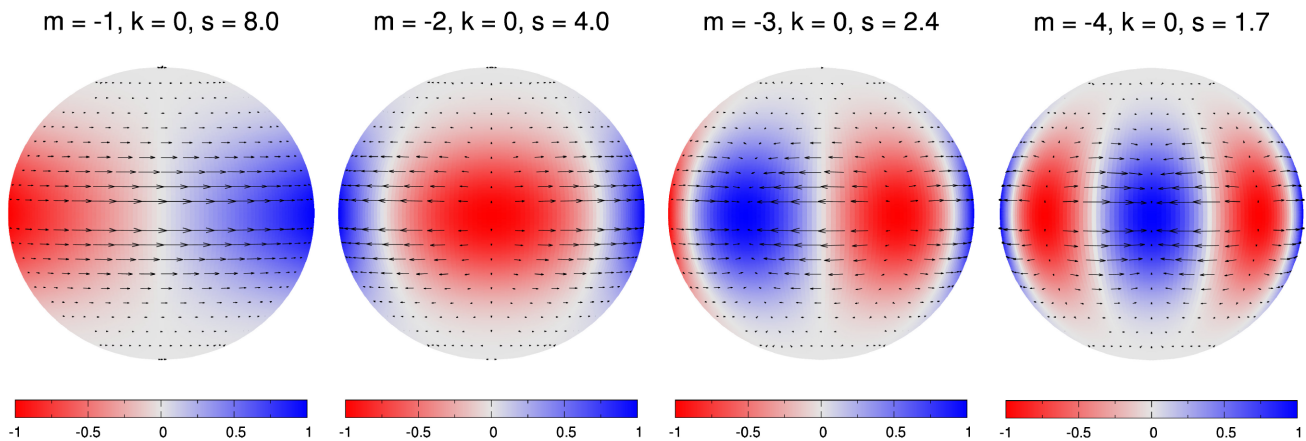 m = -1, k = 0, s = 8.0
m = -2, k = 0, s = 4.0
m = -3, k = 0, s = 2.4
m = -4, k = 0, s = 1.7
-1 -0.5 0 0.5 1
-1 -0.5 0 0.5 1
-1 -0.5 0 0.5 1
-1 -0.5 0 0.5 1